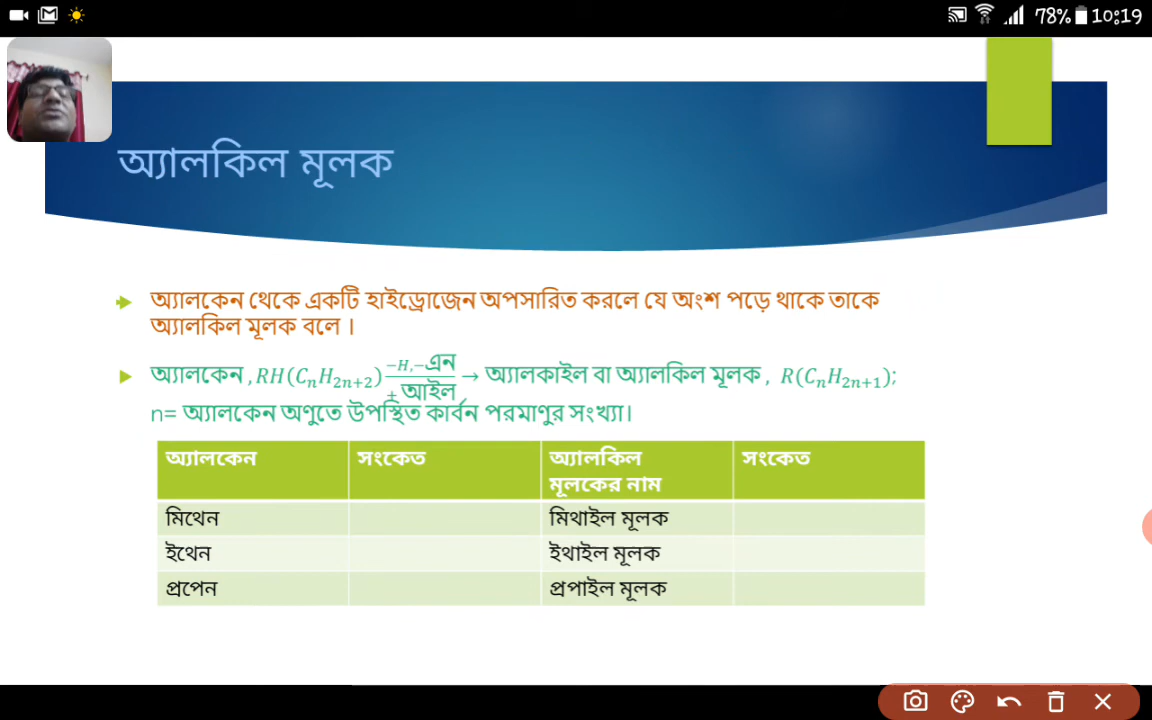 78% 10:19
অ্যালকিল মূলক
অ্যালকেন থেকে একটি হাইড্রোজেন অপসারিত করলে যে অংশ পড়ে থাকে তাকে
অ্যালকিল মূলক বলে ।
অ্যালকেন ,RH(CₙH₂ₙ₊₂) −H,−এন / + আইল → অ্যালকাইল বা অ্যালকিল মূলক , R(CₙH₂ₙ₊₁);
n= অ্যালকেন অণুতে উপস্থিত কার্বন পরমাণুর সংখ্যা।
অ্যালকেন সংকেত অ্যালকিল মূলকের নাম সংকেত
মিথেন মিথাইল মূলক
ইথেন ইথাইল মূলক
প্রপেন প্রপাইল মূলক